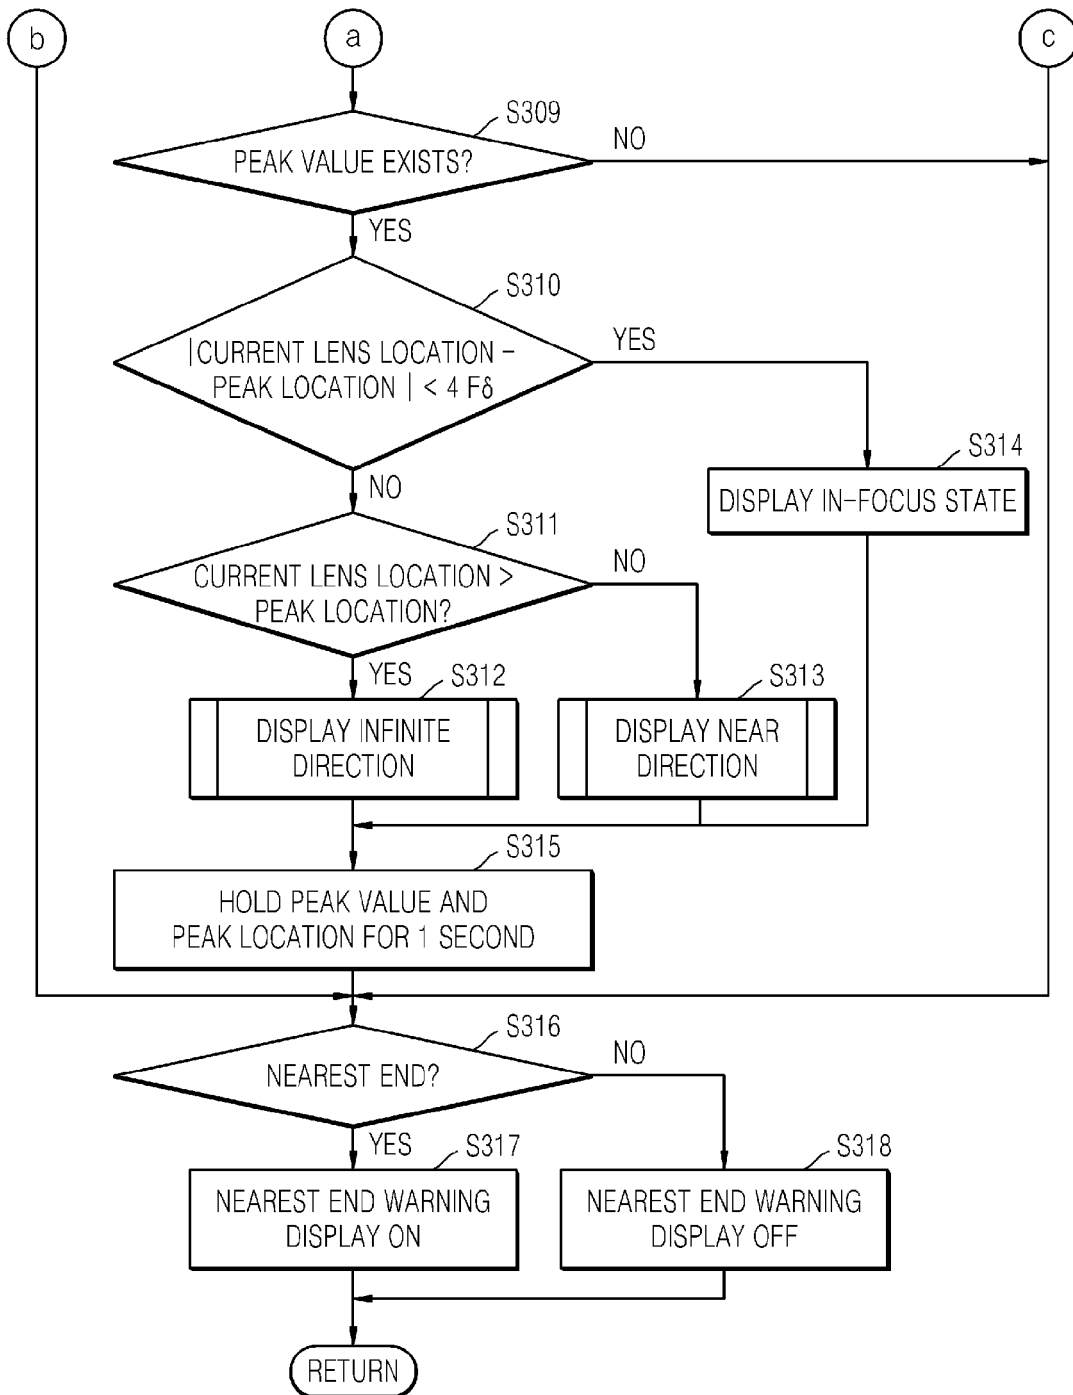 b
a
c
S309
PEAK VALUE EXISTS?
NO
YES
S310
|CURRENT LENS LOCATION –
PEAK LOCATION | < 4 Fδ
YES
NO
S314
DISPLAY IN-FOCUS STATE
S311
CURRENT LENS LOCATION >
PEAK LOCATION?
NO
YES
S312
DISPLAY INFINITE
DIRECTION
S313
DISPLAY NEAR
DIRECTION
S315
HOLD PEAK VALUE AND
PEAK LOCATION FOR 1 SECOND
S316
NEAREST END?
NO
YES
S317
NEAREST END WARNING
DISPLAY ON
S318
NEAREST END WARNING
DISPLAY OFF
RETURN